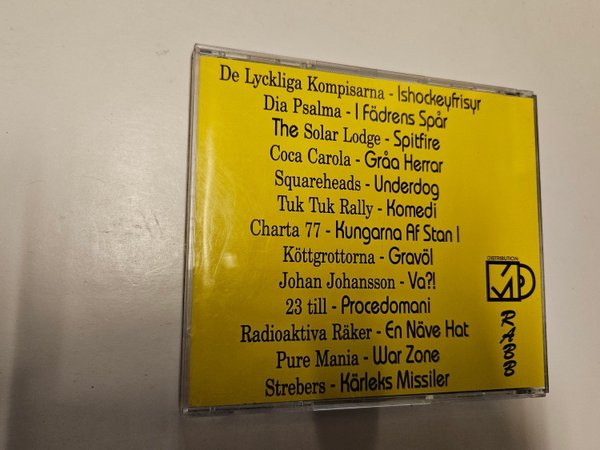 De Lyckliga Kompisarna - Ishockeyfrisyr
Dia Psalma - I Fädrens Spår
The Solar Lodge - Spitfire
Coca Carola - Gråa Herrar
Squareheads - Underdog
Tuk Tuk Rally - Komedi
Charta 77 - Kungarna Af Stan I
Köttgrottorna - Gravöl
Johan Johansson - Va?!
23 till - Procedomani
Radioaktiva Räker - En Näve Hat
Pure Mania - War Zone
Strebers - Kärleks Missiler
DISTRIBUTION
MD
RABB